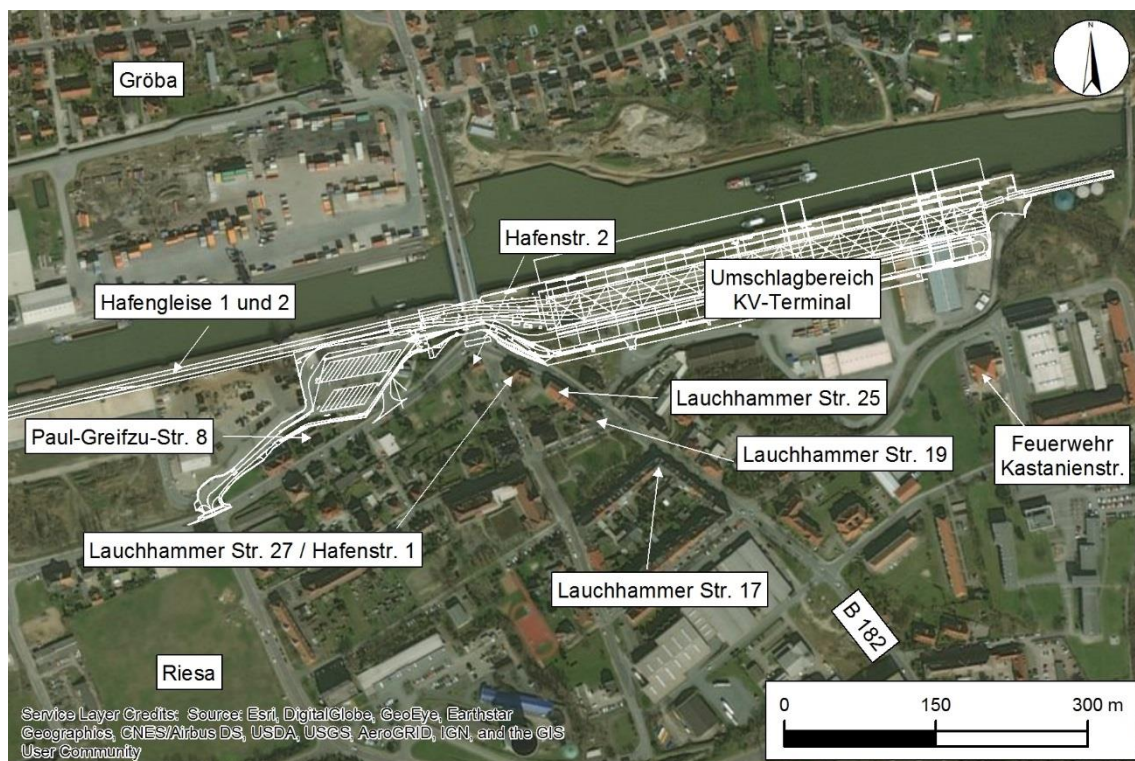 Gröba
N
Hafenstr. 2
Umschlagbereich
KV-Terminal
Hafengleise 1 und 2
Lauchhammer Str. 25
Paul-Greifzu-Str. 8
Lauchhammer Str. 19
Feuerwehr
Kastanienstr.
Lauchhammer Str. 27 / Hafenstr. 1
Lauchhammer Str. 17
B 182
Riesa
0 150 300 m
Service Layer Credits: Source: Esri, DigitalGlobe, GeoEye, Earthstar
Geographics, CNES/Airbus DS, USDA, USGS, AeroGRID, IGN, and the GIS
User Community